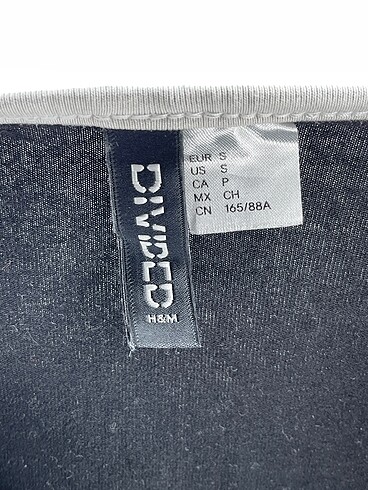 DIVIDED
H&M
EUR S
US S
CA P
MX CH
CN 165/88A